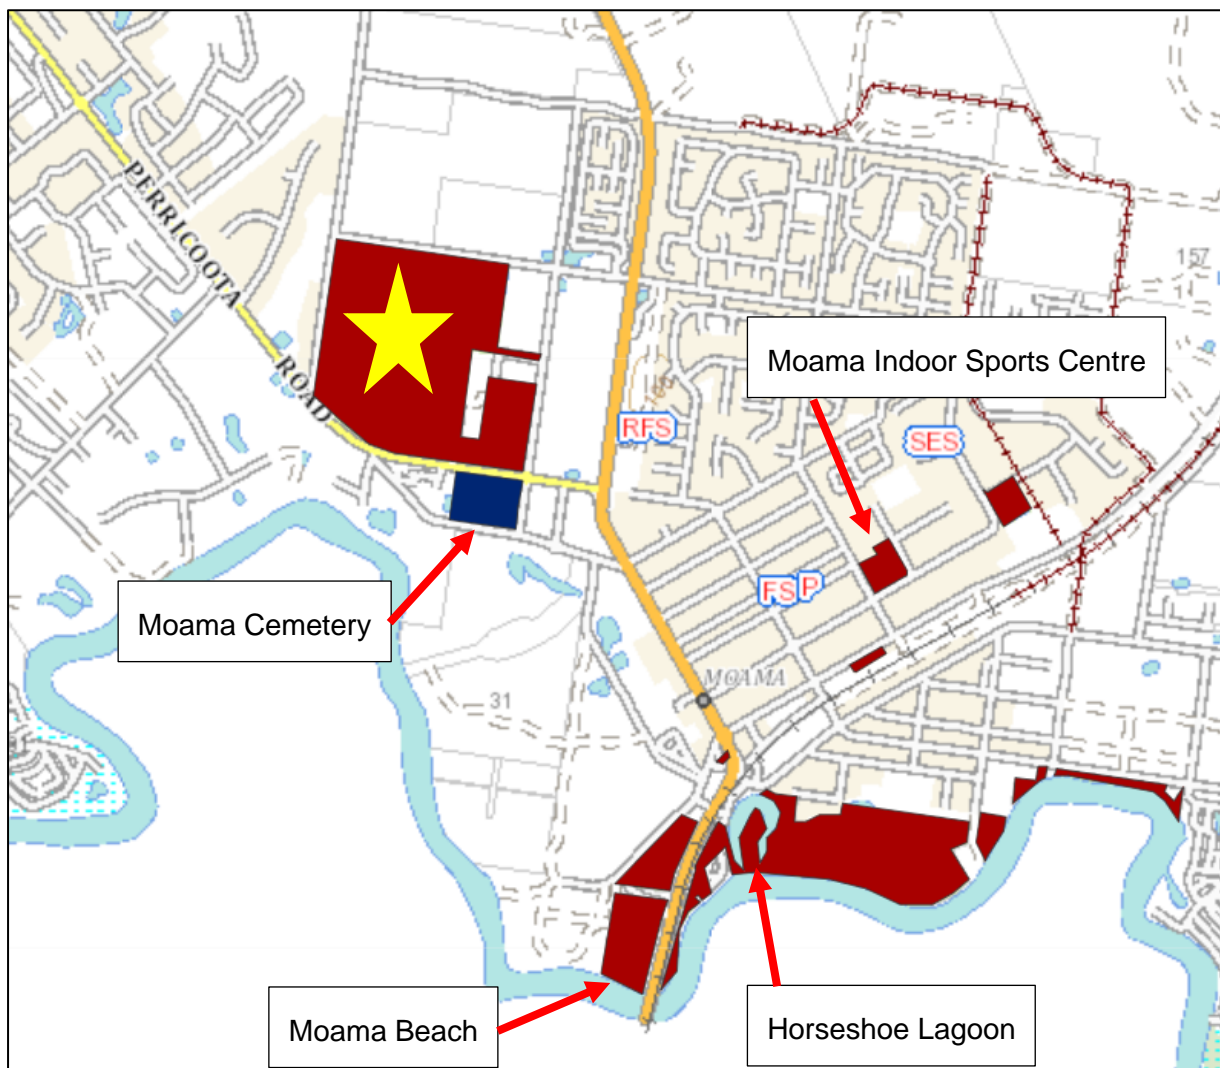 PERRICOOTA
ROAD
157
Moama Indoor Sports Centre
RFS
SES
FS
P
Moama Cemetery
MOAMA
31
Moama Beach
Horseshoe Lagoon